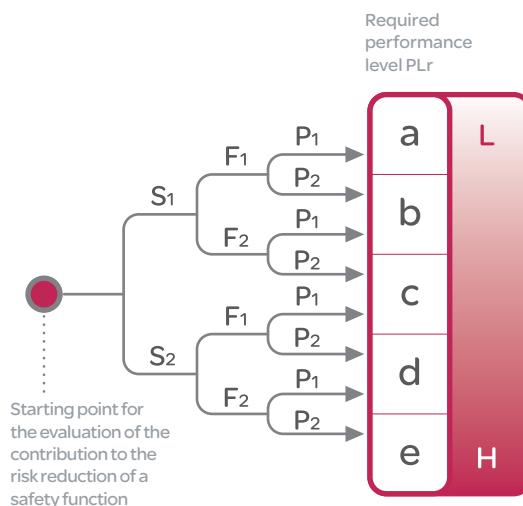 Required
performance
level PLr
a
L
P1
F1
P2
S1
b
P1
F2
P2
c
P1
F1
P2
S2
d
P1
F2
P2
e
H
Starting point for
the evaluation of the
contribution to the
risk reduction of a
safety function